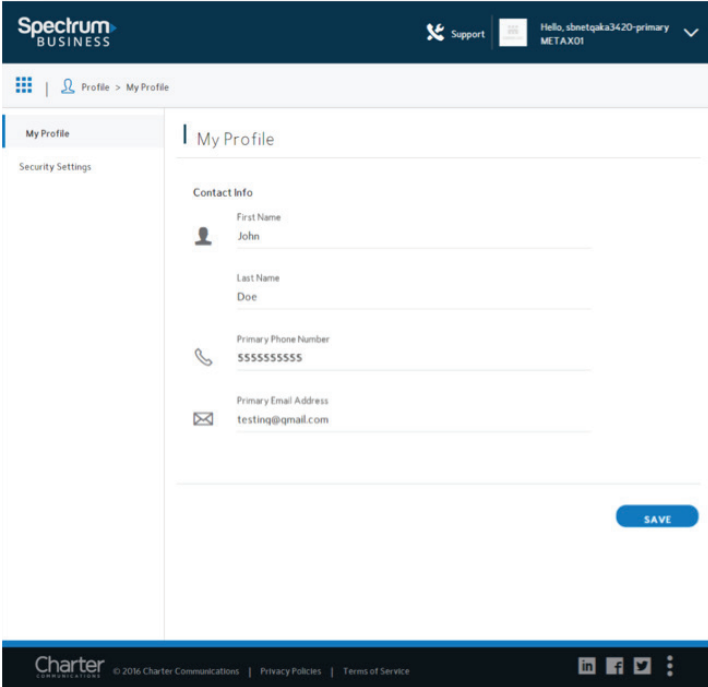 Spectrum
BUSINESS
Support
Hello, sbnetqaka3420-primary
METAX01
| Profile > My Profile
My Profile
Security Settings
My Profile
Contact Info
First Name
John
Last Name
Doe
Primary Phone Number
5555555555
Primary Email Address
testing@gmail.com
SAVE
Charter
COMMUNICATIONS
© 2016 Charter Communications | Privacy Policies | Terms of Service
in f